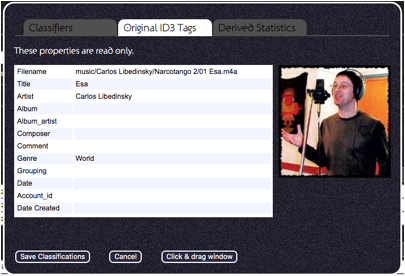 Classifiers Original ID3 Tags Derived Statistics
These properties are read only.
Filename music/Carlos Libedinsky/Narcotango 2/01 Esa.m4a
Title Esa
Artist Carlos Libedinsky
Album
Album_artist
Composer
Comment
Genre World
Grouping
Date
Account_id
Date Created
Save Classifications Cancel Click & drag window